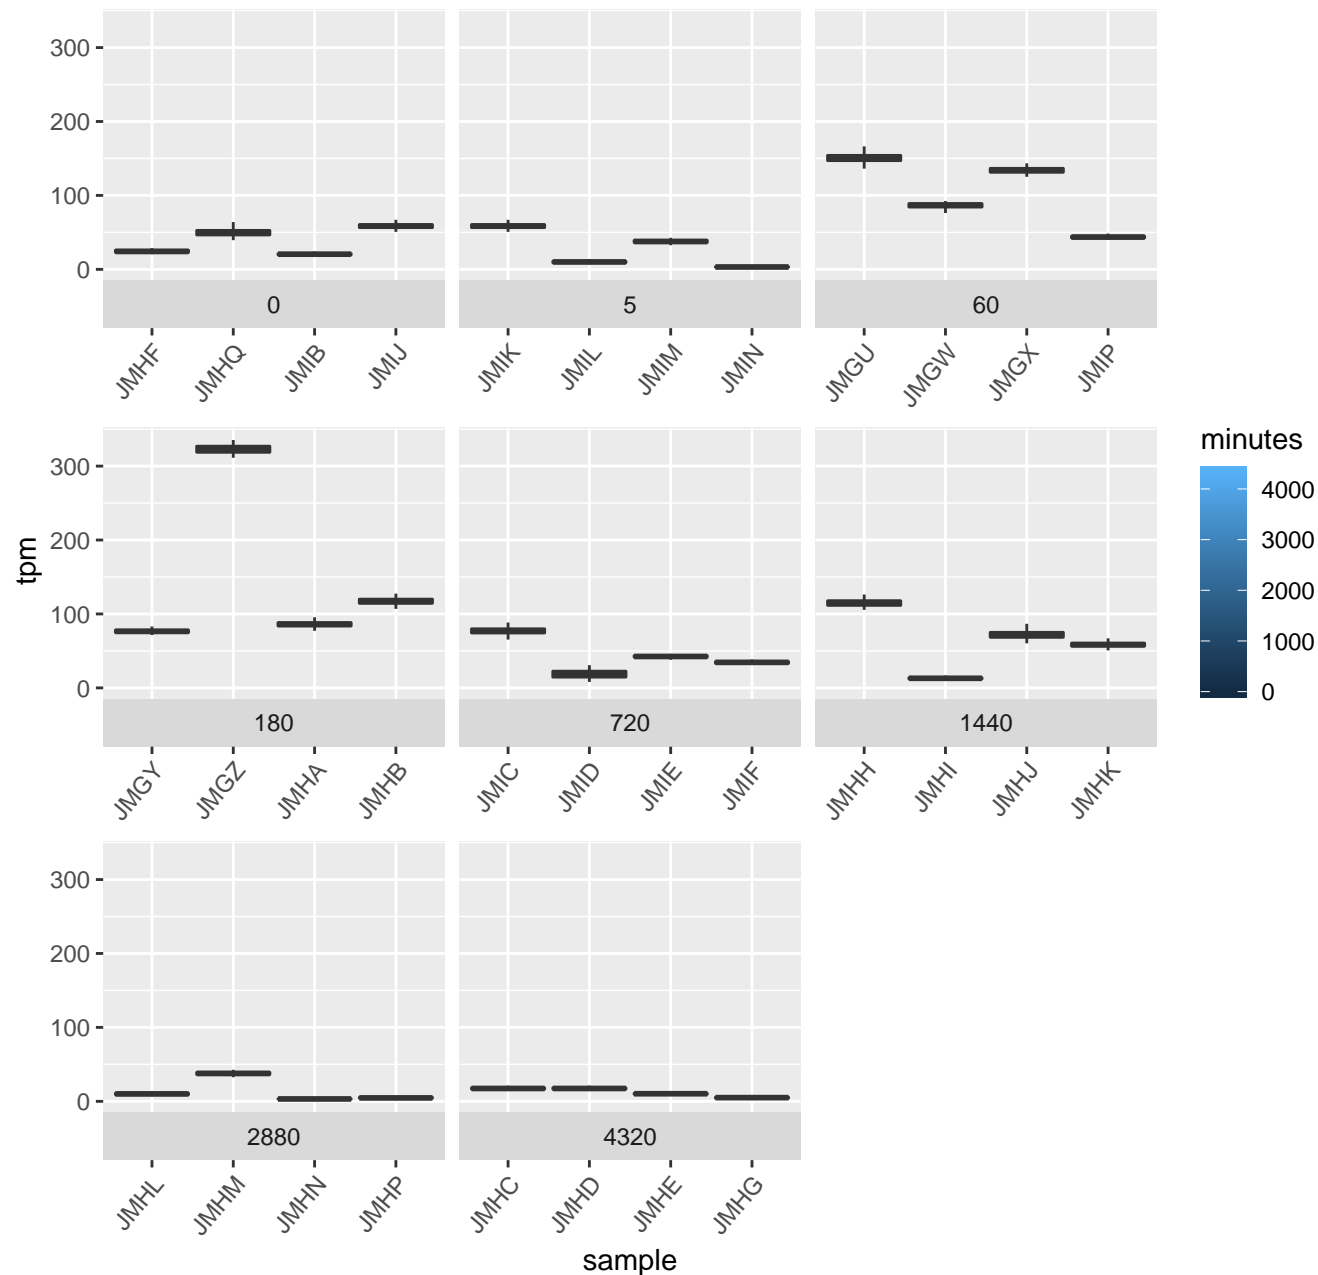 300
200
100
0
0
5
60
JMHF
JMHQ
JMIB
JMIJ
JMIK
JMIL
JMIM
JMIN
JMGU
JMGW
JMGX
JMIP
tpm
300
200
100
0
180
720
1440
JMGY
JMGZ
JMHA
JMHB
JMIC
JMID
JMIE
JMIF
JMHH
JMHI
JMHJ
JMHK
minutes
4000
3000
2000
1000
0
300
200
100
0
2880
4320
JMHL
JMHM
JMHN
JMHP
JMHC
JMHD
JMHE
JMHG
sample